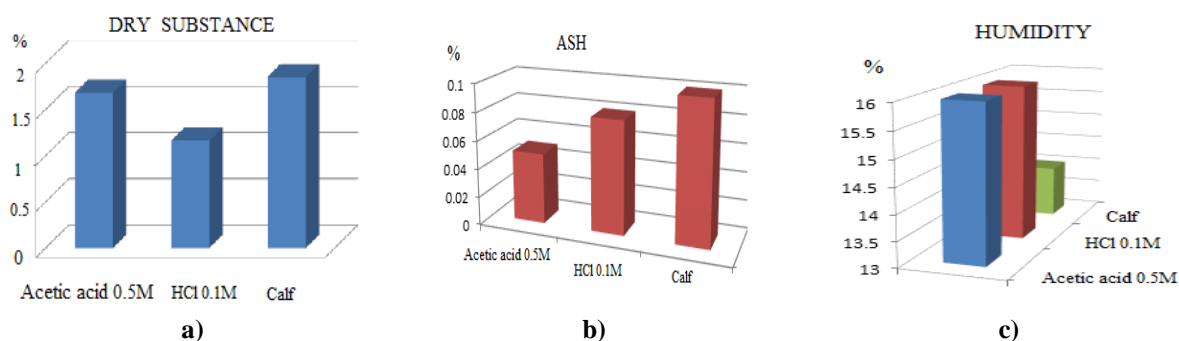 DRY SUBSTANCE
%
2
1.5
1
0.5
0
Acetic acid 0.5M HCl 0.1M Calf
a)
ASH
%
0.1
0.08
0.06
0.04
0.02
0
Acetic acid 0.5M
HCl 0.1M
Calf
b)
HUMIDITY
%
16
15.5
15
14.5
14
13.5
13
Calf
HCl 0.1M
Acetic acid 0.5M
c)